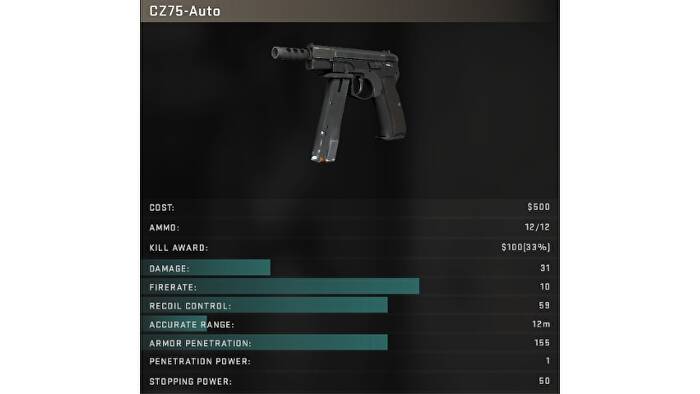 CZ75-Auto
COST: $500
AMMO: 12/12
KILL AWARD: $100(33%)
DAMAGE: 31
FIRERATE: 10
RECOIL CONTROL: 59
ACCURATE RANGE: 12m
ARMOR PENETRATION: 155
PENETRATION POWER: 1
STOPPING POWER: 50